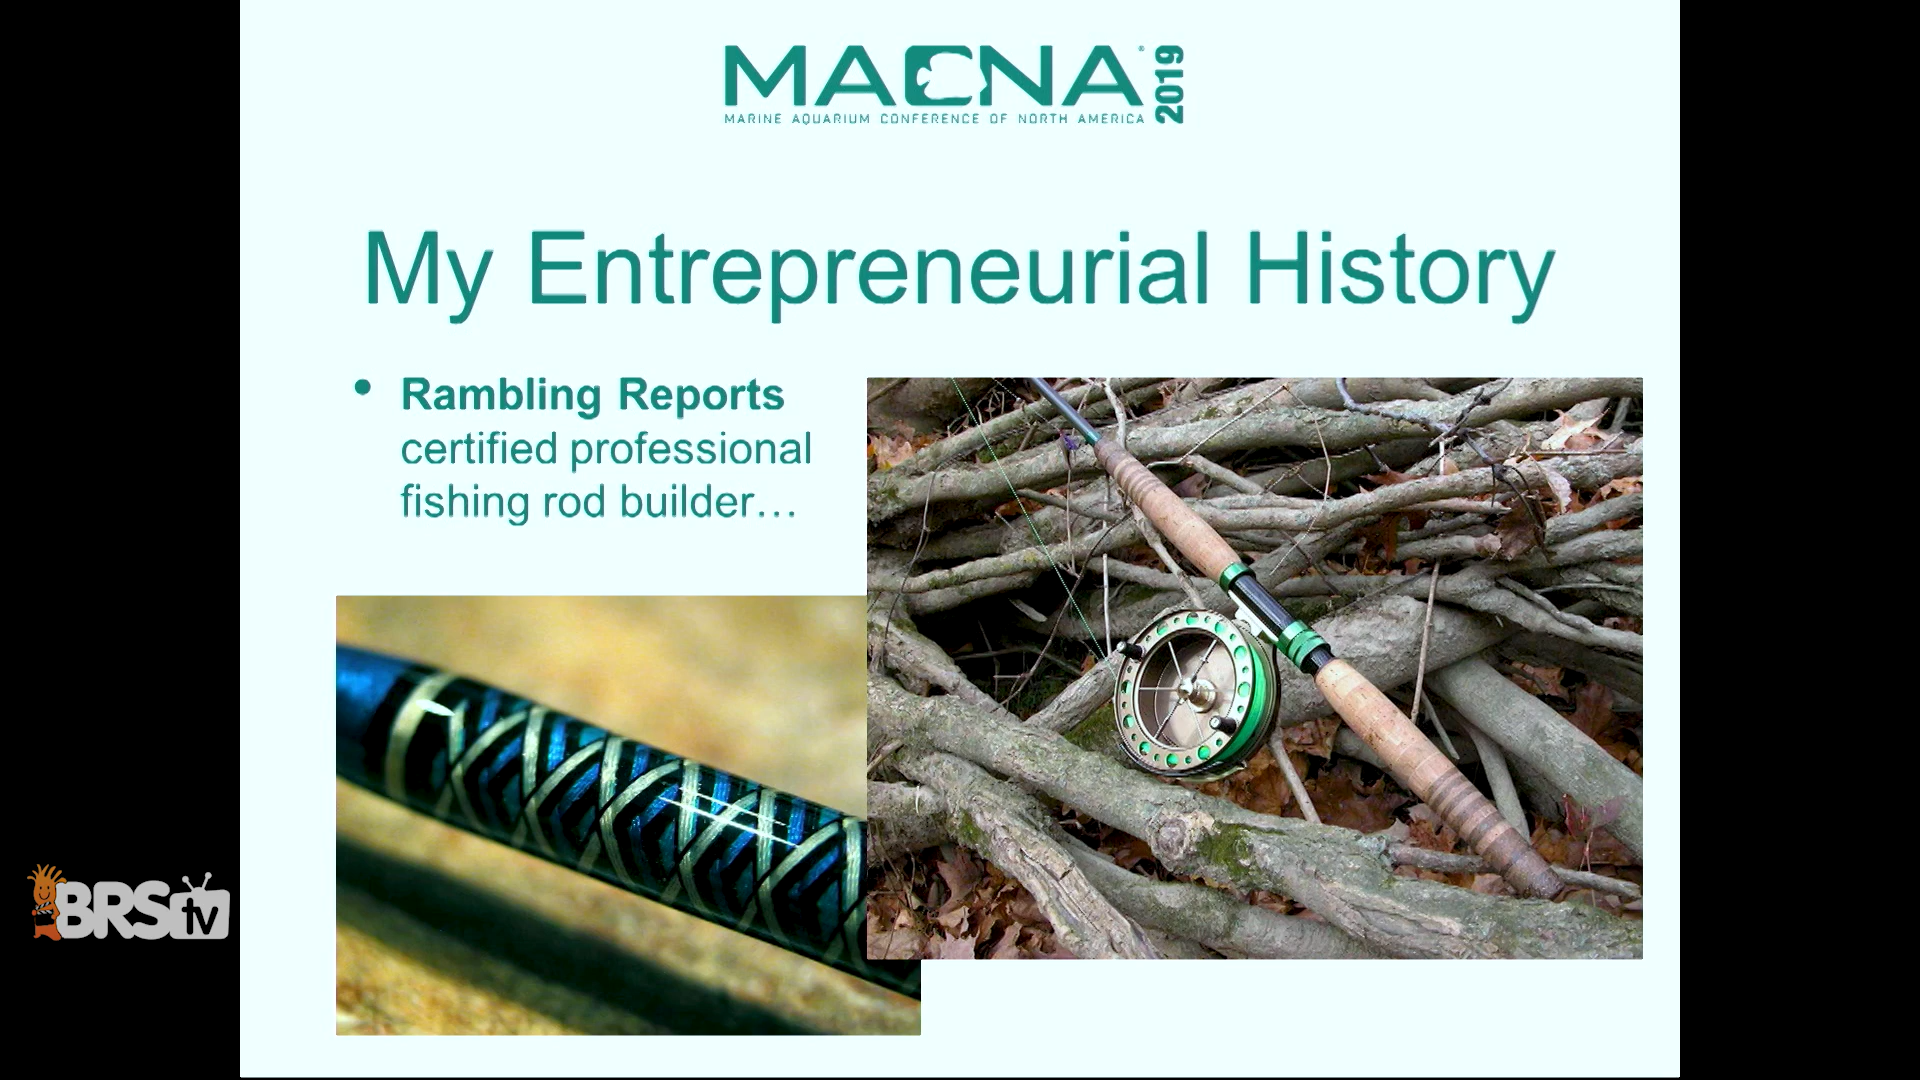 MACNA® 2019
MARINE AQUARIUM CONFERENCE OF NORTH AMERICA
My Entrepreneurial History
• Rambling Reports
certified professional
fishing rod builder…
BRStv